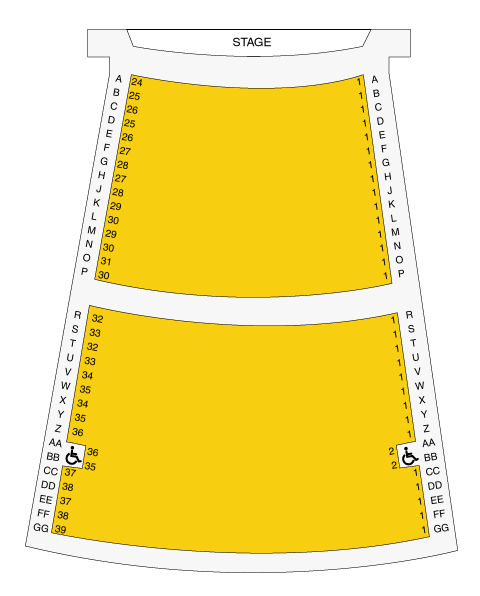 STAGE
A 24 1 A
B 25 1 B
C 26 1 C
D 25 1 D
E 26 1 E
F 27 1 F
G 28 1 G
H 27 1 H
J 28 1 J
K 29 1 K
L 30 1 L
M 29 1 M
N 30 1 N
O 31 1 O
P 30 1 P
R 32 1 R
S 33 1 S
T 32 1 T
U 33 1 U
V 34 1 V
W 35 1 W
X 34 1 X
Y 35 1 Y
Z 36 1 Z
AA 36 2 AA
BB 35 2 BB
CC 37 1 CC
DD 38 1 DD
EE 37 1 EE
FF 38 1 FF
GG 39 1 GG